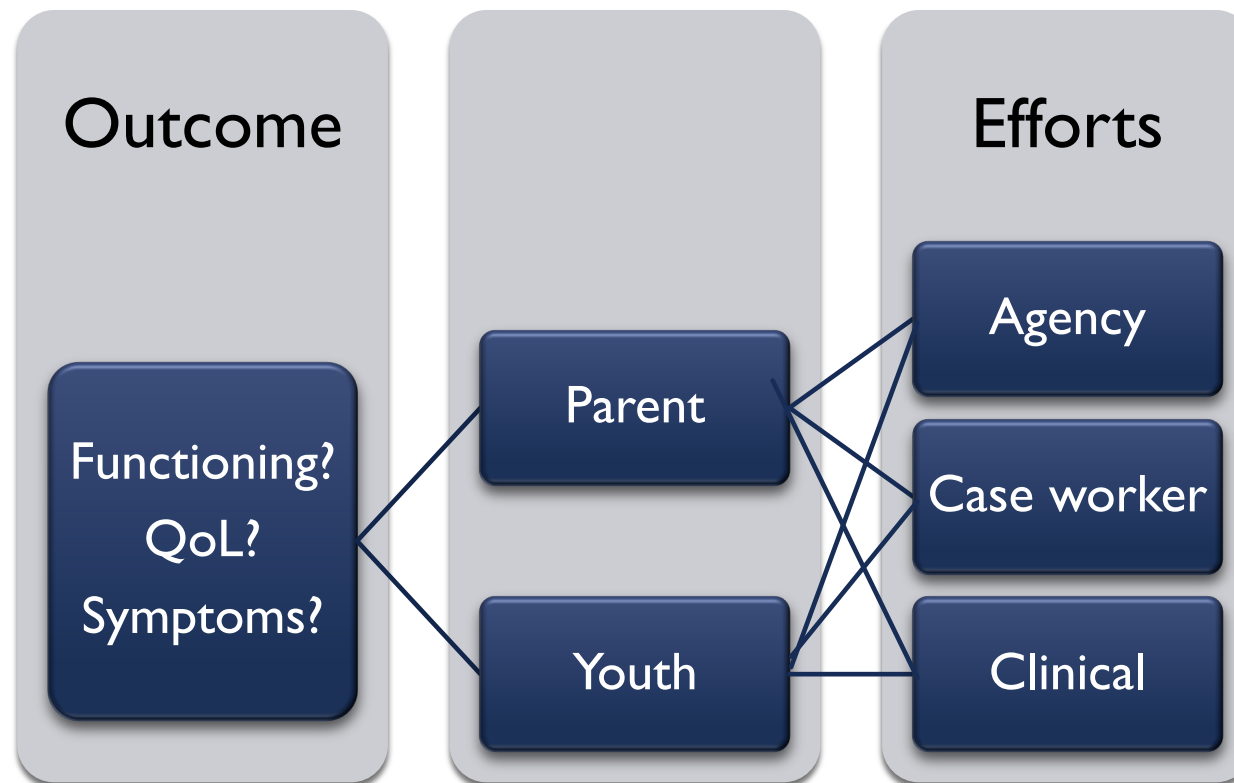 Outcome
Functioning?
QoL?
Symptoms?
Parent
Youth
Efforts
Agency
Case worker
Clinical